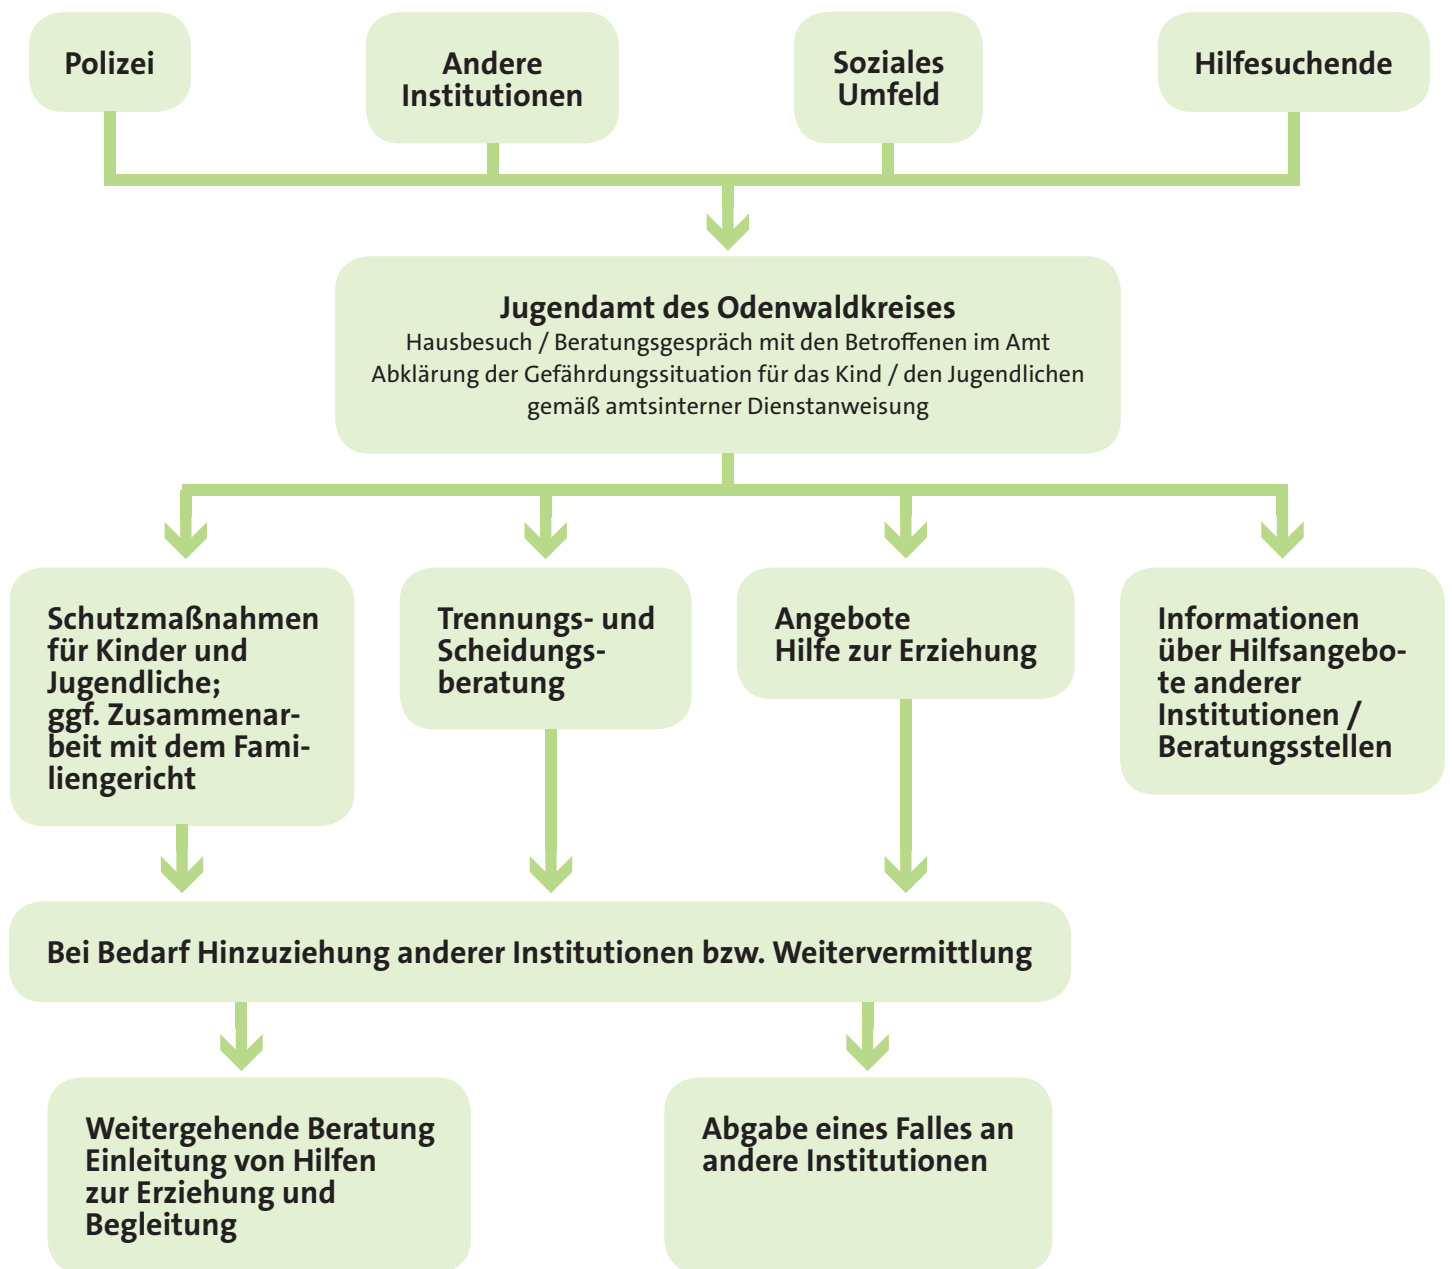 Polizei
Andere
Institutionen
Soziales
Umfeld
Hilfesuchende
Jugendamt des Odenwaldkreises
Hausbesuch / Beratungsgespräch mit den Betroffenen im Amt
Abklärung der Gefährdungssituation für das Kind / den Jugendlichen
gemäß amtsinterner Dienstanweisung
Schutzmaßnahmen
für Kinder und
Jugendliche;
ggf. Zusammenar-
beit mit dem Fami-
liengericht
Trennungs- und
Scheidungs-
beratung
Angebote
Hilfe zur Erziehung
Informationen
über Hilfsangebo-
te anderer
Institutionen /
Beratungsstellen
Bei Bedarf Hinzuziehung anderer Institutionen bzw. Weitervermittlung
Weitergehende Beratung
Einleitung von Hilfen
zur Erziehung und
Begleitung
Abgabe eines Falles an
andere Institutionen